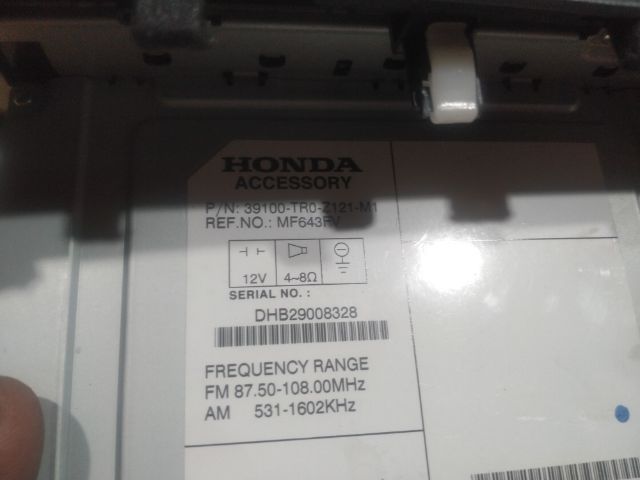 HONDA
ACCESSORY
P/N: 39100-TR0-Z121-M1
REF.NO.: MF643FV
12V 4~8Ω
SERIAL NO. :
DHB29008328
FREQUENCY RANGE
FM 87.50-108.00MHz
AM 531-1602KHz